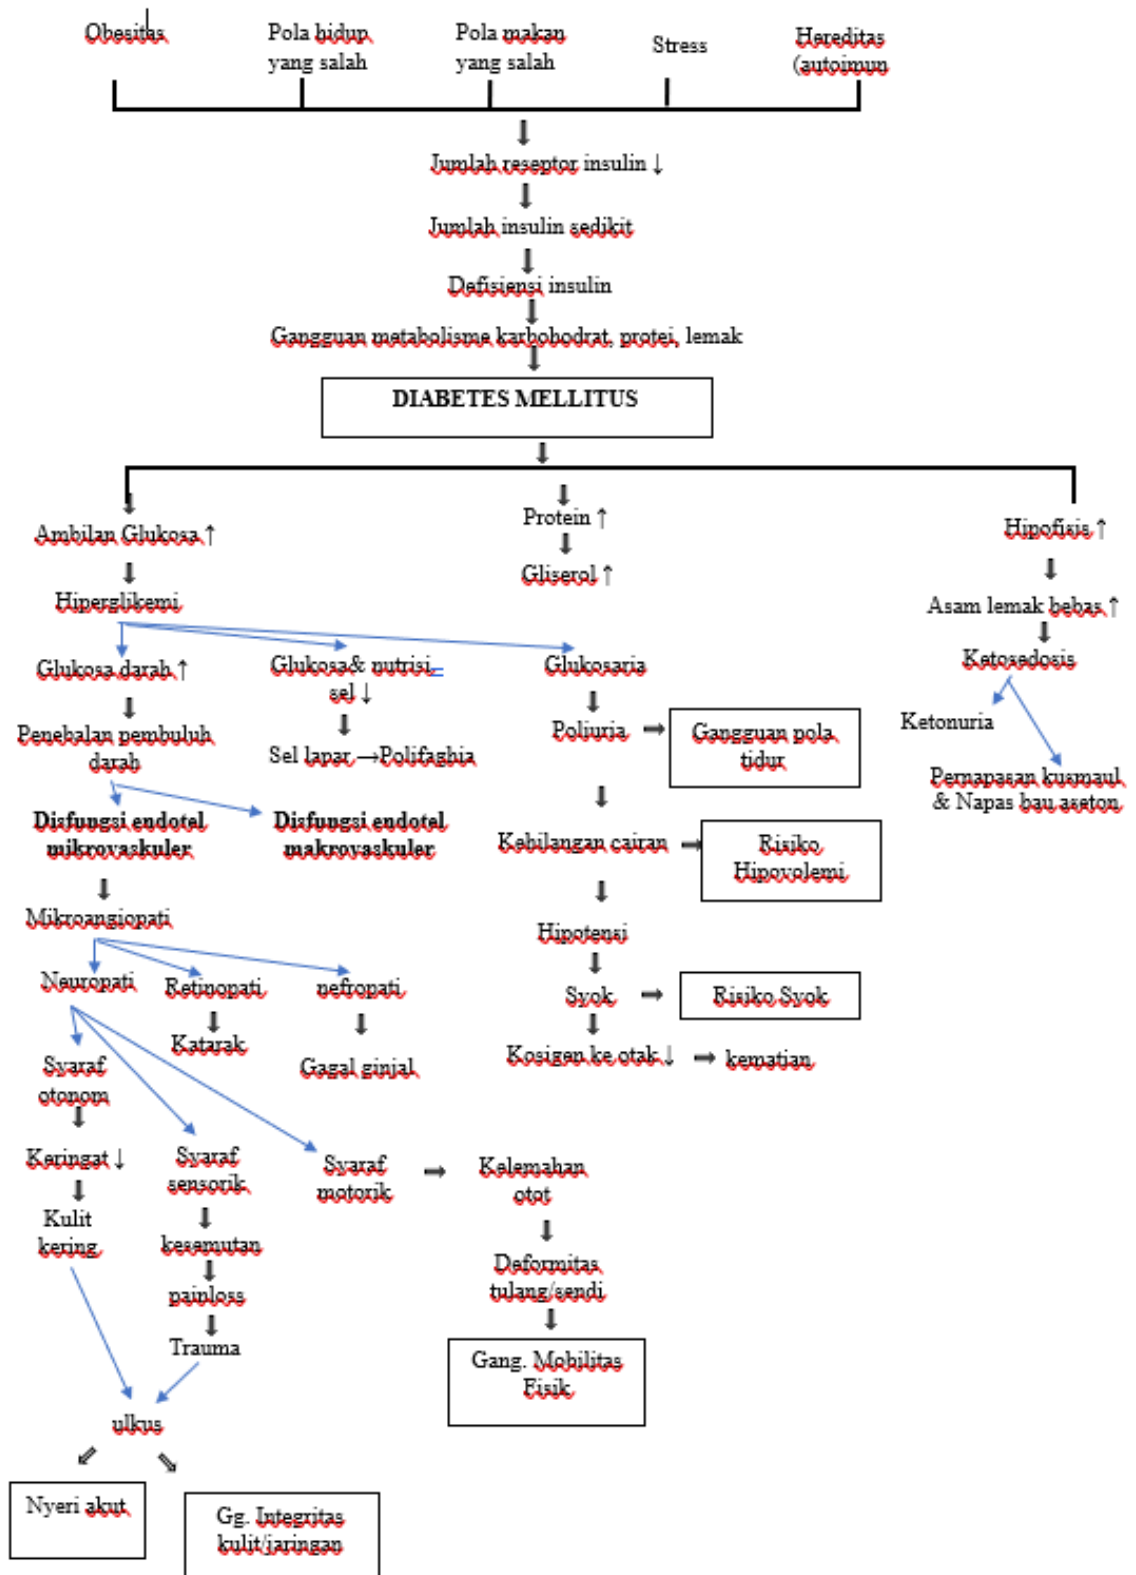 Obesitas
Pola hidup
yang salah
Pola makan
yang salah
Stress
Hereditas
(autoimun
Jumlah reseptor insulin ↓
Jumlah insulin sedikit
Defisiensi insulin
Gangguan metabolisme karbohodrat, protei, lemak
DIABETES MELLITUS
Ambilan Glukosa ↑
Protein ↑
Hipofisis ↑
Gliserol ↑
Hiperglikemi
Asam lemak bebas ↑
Glukosa darah ↑
Glukosa& nutrisi
sel ↓
Glukosaria
Ketosedosis
Penebalan pembuluh
darah
Sel lapar →Polifaghia
Poliuria
Gangguan pola
tidur
Ketonuria
Pernapasan kusmaul
& Napas bau aseton
Disfungsi endotel
mikrovaskuler
Disfungsi endotel
makrovaskuler
Kehilangan cairan
Risiko
Hipovolemi
Mikroangiopati
Hipotensi
Neuropati
Retinopati
nefropati
Syok
Risiko Syok
Katarak
Gagal ginjal
Kosigen ke otak ↓
kematian
Syaraf
otonom
Keringat ↓
Syaraf
sensorik
Syaraf
motorik
Kelemahan
otot
Kulit
kering
kesemutan
Deformitas
tulang/sendi
painloss
Trauma
Gang. Mobilitas
Fisik
ulkus
Nyeri akut
Gg. Integritas
kulit/jaringan